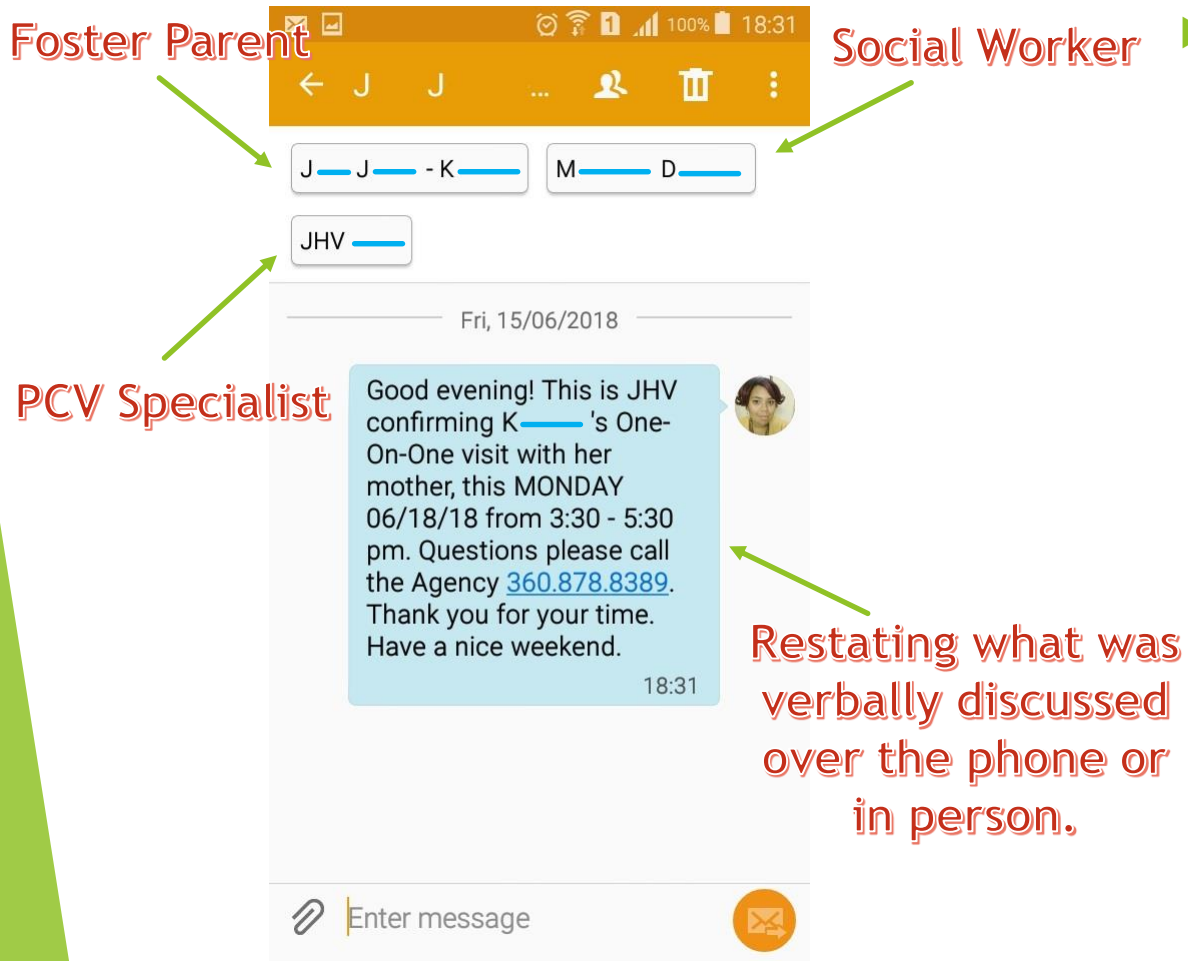 Foster Parent
Social Worker
100% 18:31
1
J J ...
J J - K
M D
JHV
PCV Specialist
Fri, 15/06/2018
Good evening! This is JHV
confirming K 's One-
On-One visit with her
mother, this MONDAY
06/18/18 from 3:30 - 5:30
pm. Questions please call
the Agency 360.878.8389.
Thank you for your time.
Have a nice weekend.
18:31
Restating what was
verbally discussed
over the phone or
in person.
Enter message